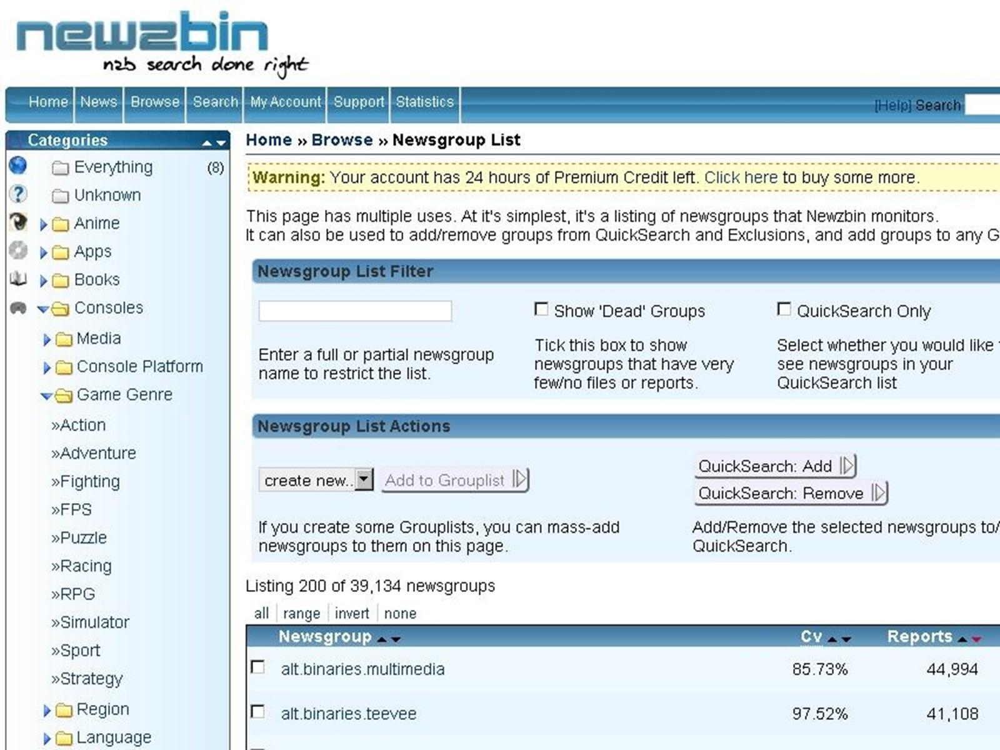 newzbin
nzb search done right
Home
News
Browse
Search
My Account
Support
Statistics
[Help] Search
Categories
Everything (8)
Unknown
Anime
Apps
Books
Consoles
Media
Console Platform
Game Genre
»Action
»Adventure
»Fighting
»FPS
»Puzzle
»Racing
»RPG
»Simulator
»Sport
»Strategy
Region
Language
Home » Browse » Newsgroup List
Warning: Your account has 24 hours of Premium Credit left. Click here to buy some more.
This page has multiple uses. At it's simplest, it's a listing of newsgroups that Newzbin monitors.
It can also be used to add/remove groups from QuickSearch and Exclusions, and add groups to any G
Newsgroup List Filter
Enter a full or partial newsgroup
name to restrict the list.
Show 'Dead' Groups
Tick this box to show
newsgroups that have very
few/no files or reports.
QuickSearch Only
Select whether you would like
see newsgroups in your
QuickSearch list
Newsgroup List Actions
create new.. Add to Grouplist
If you create some Grouplists, you can mass-add
newsgroups to them on this page.
QuickSearch: Add
QuickSearch: Remove
Add/Remove the selected newsgroups to/
QuickSearch.
Listing 200 of 39,134 newsgroups
all range invert none
Newsgroup Cv Reports
alt.binaries.multimedia 85.73% 44,994
alt.binaries.teevee 97.52% 41,108